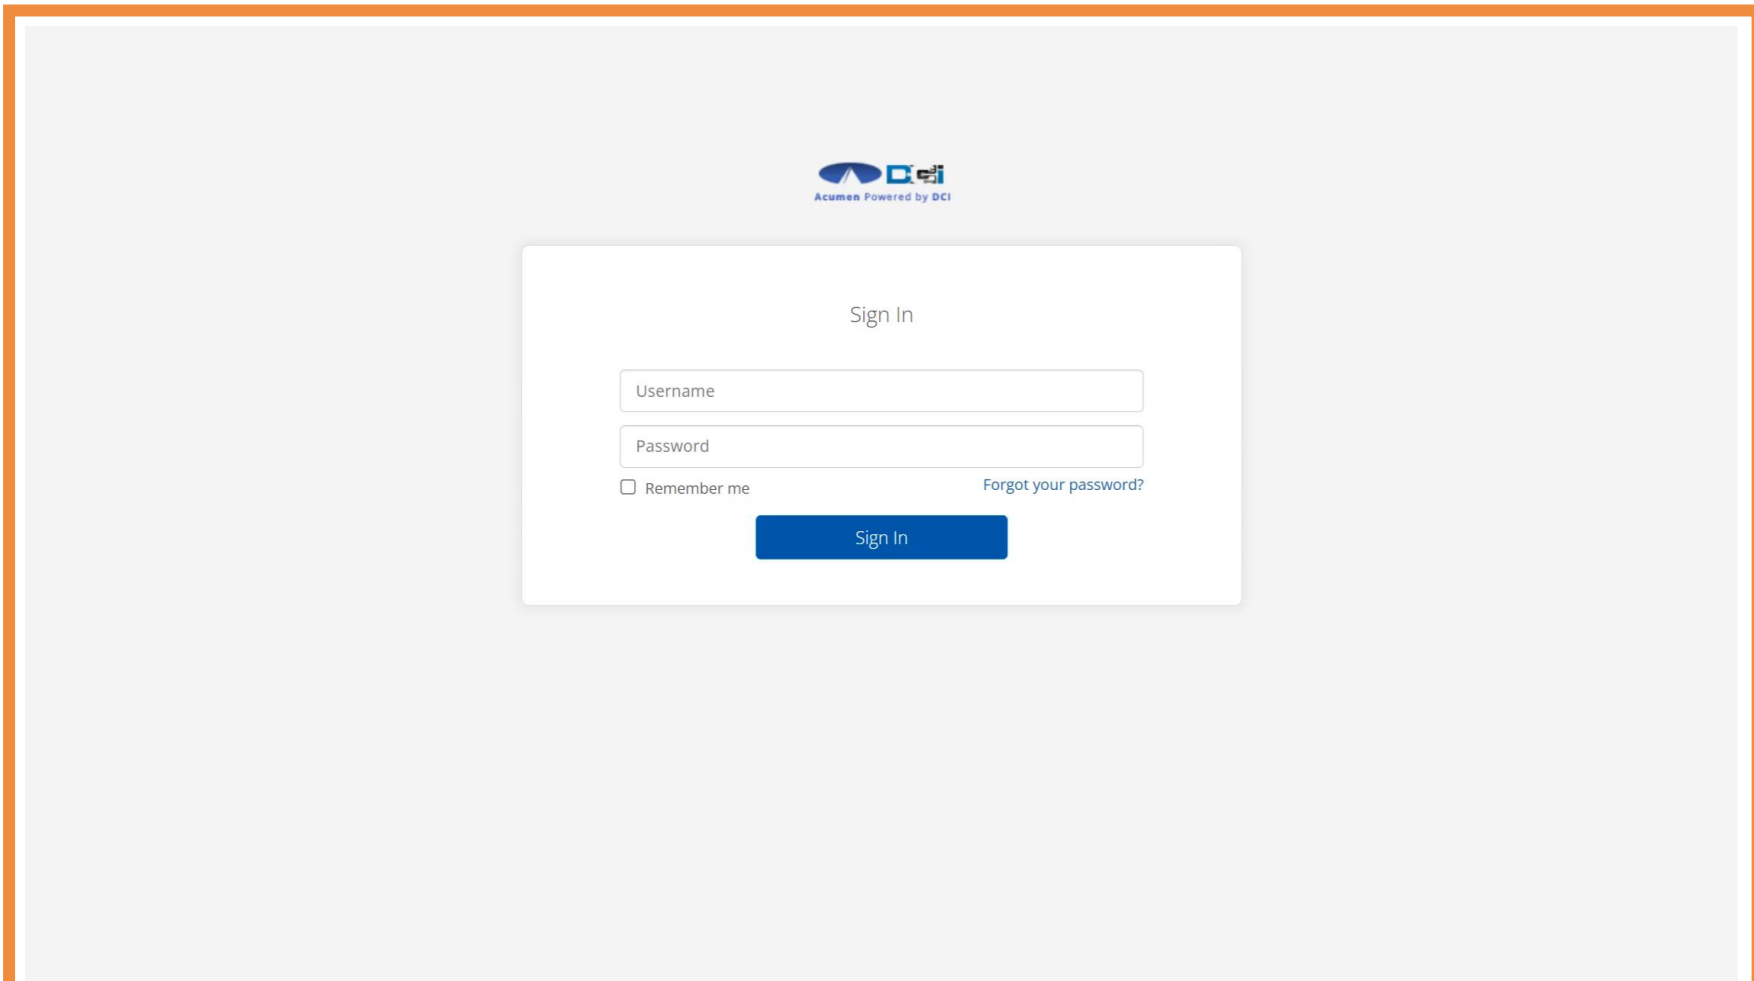 DCi
Acumen Powered by DCI
Sign In
Username
Password
Remember me
Forgot your password?
Sign In